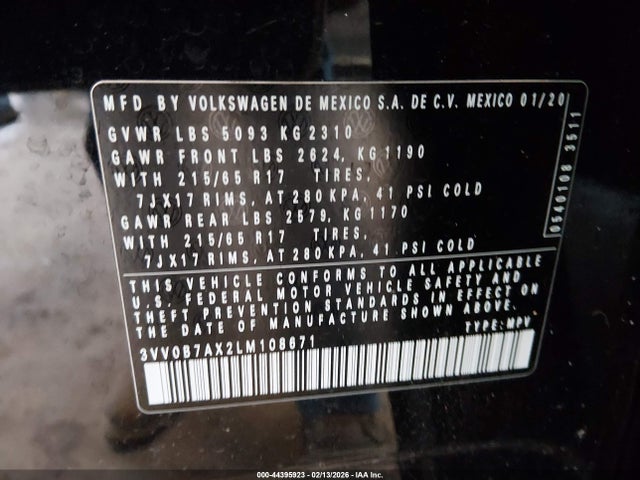 MFD BY VOLKSWAGEN DE MEXICO S.A. DE C.V. MEXICO 01/20
GVWR LBS 5093 KG 2310
GAWR FRONT LBS 2624, KG 1190
WITH 215/65 R17 TIRES,
7JX17 RIMS, AT 280 KPA, 41 PSI COLD
GAWR REAR LBS 2579, KG 1170
WITH 215/65 R17 TIRES,
7JX17 RIMS, AT 280 KPA, 41 PSI COLD
0540108 3511
THIS VEHICLE CONFORMS TO ALL APPLICABLE
U.S. FEDERAL MOTOR VEHICLE SAFETY AND
THEFT PREVENTION STANDARDS IN EFFECT ON
THE DATE OF MANUFACTURE SHOWN ABOVE.
3VV0B7AX2LM108671 TYPE: MPV
000-44395923 - 02/13/2026 - IAA Inc.